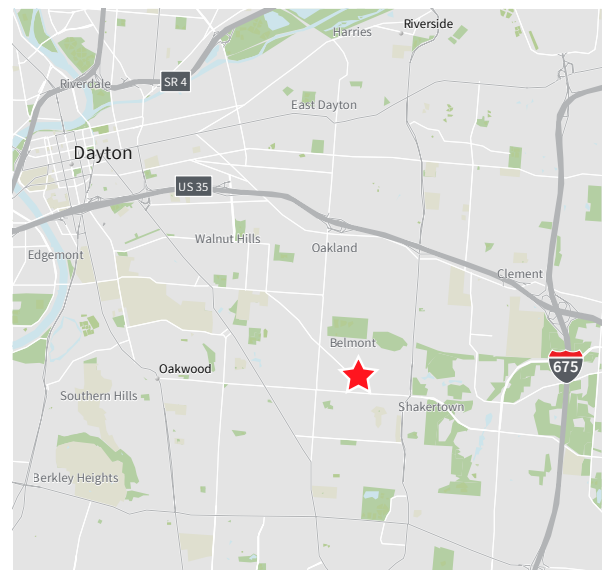 Riverside
Harries
Riverdale
SR 4
East Dayton
Dayton
US 35
Walnut Hills
Oakland
Edgemont
Clement
Belmont
675
Oakwood
Southern Hills
Shakertown
Berkley Heights